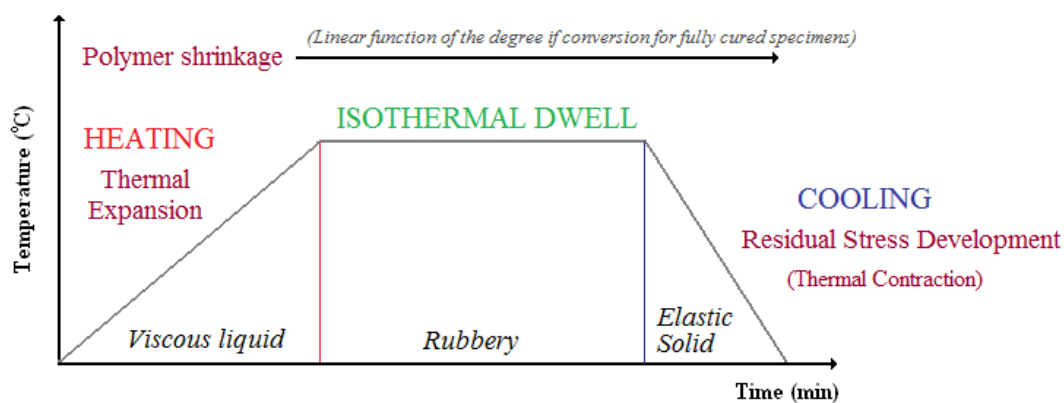 (Linear function of the degree if conversion for fully cured specimens)
Polymer shrinkage
ISOTHERMAL DWELL
HEATING
Thermal
Expansion
COOLING
Residual Stress Development
(Thermal Contraction)
Temperature (°C)
Viscous liquid
Rubbery
Elastic
Solid
Time (min)